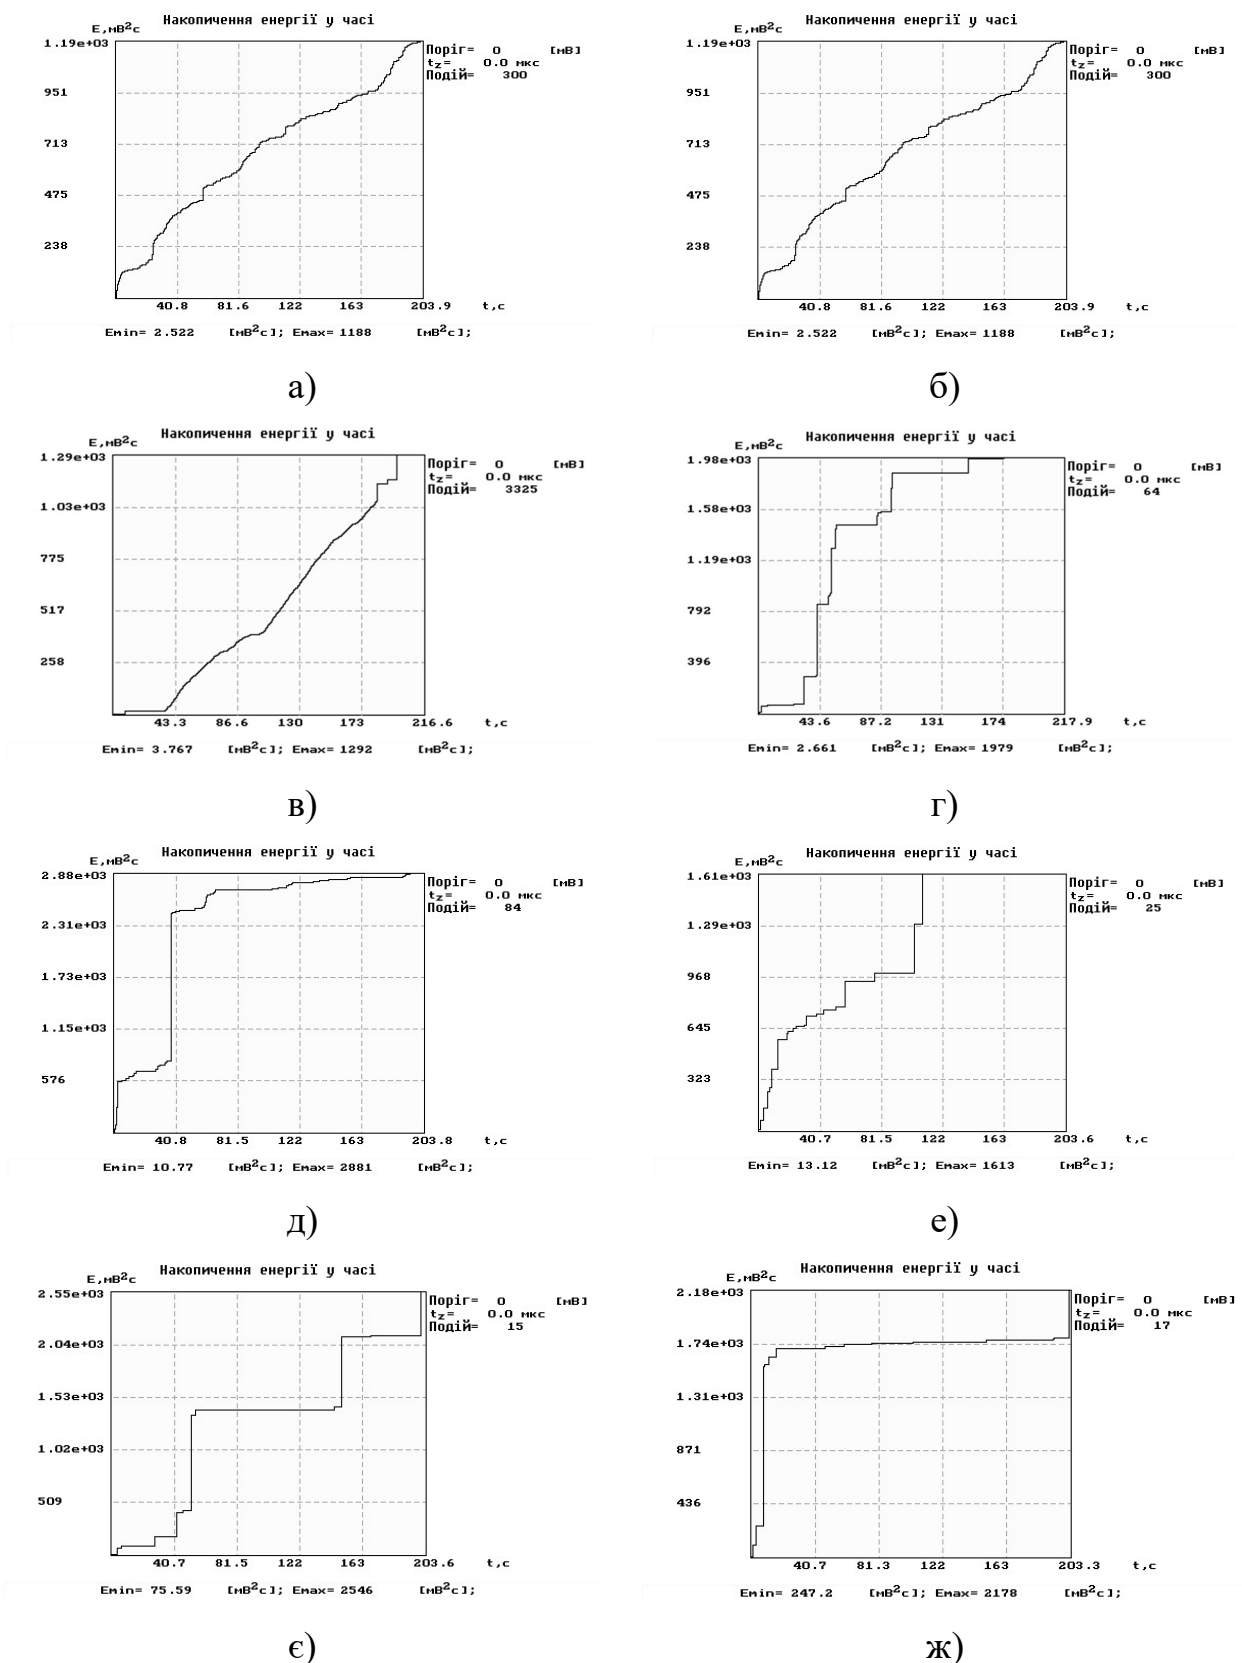 Накопичення енергії у часі
E,мВ²с
1.19e+03
951
713
475
238
40.8 81.6 122 163 203.9 t,с
Поріг= 0 [мВ]
tz= 0.0 мкс
Подій= 300
Emin= 2.522 [мВ²с]; Emax= 1188 [мВ²с];
а)
Накопичення енергії у часі
E,мВ²с
1.19e+03
951
713
475
238
40.8 81.6 122 163 203.9 t,с
Поріг= 0 [мВ]
tz= 0.0 мкс
Подій= 300
Emin= 2.522 [мВ²с]; Emax= 1188 [мВ²с];
б)
Накопичення енергії у часі
E,мВ²с
1.29e+03
1.03e+03
775
517
258
43.3 86.6 130 173 216.6 t,с
Поріг= 0 [мВ]
tz= 0.0 мкс
Подій= 3325
Emin= 3.767 [мВ²с]; Emax= 1292 [мВ²с];
в)
Накопичення енергії у часі
E,мВ²с
1.98e+03
1.58e+03
1.19e+03
792
396
43.6 87.2 131 174 217.9 t,с
Поріг= 0 [мВ]
tz= 0.0 мкс
Подій= 64
Emin= 2.661 [мВ²с]; Emax= 1979 [мВ²с];
г)
Накопичення енергії у часі
E,мВ²с
2.88e+03
2.31e+03
1.73e+03
1.15e+03
576
40.8 81.5 122 163 203.8 t,с
Поріг= 0 [мВ]
tz= 0.0 мкс
Подій= 84
Emin= 10.77 [мВ²с]; Emax= 2881 [мВ²с];
д)
Накопичення енергії у часі
E,мВ²с
1.61e+03
1.29e+03
968
645
323
40.7 81.5 122 163 203.6 t,с
Поріг= 0 [мВ]
tz= 0.0 мкс
Подій= 25
Emin= 13.12 [мВ²с]; Emax= 1613 [мВ²с];
е)
Накопичення енергії у часі
E,мВ²с
2.55e+03
2.04e+03
1.53e+03
1.02e+03
509
40.7 81.5 122 163 203.6 t,с
Поріг= 0 [мВ]
tz= 0.0 мкс
Подій= 15
Emin= 75.59 [мВ²с]; Emax= 2546 [мВ²с];
є)
Накопичення енергії у часі
E,мВ²с
2.18e+03
1.74e+03
1.31e+03
871
436
40.7 81.3 122 163 203.3 t,с
Поріг= 0 [мВ]
tz= 0.0 мкс
Подій= 17
Emin= 247.2 [мВ²с]; Emax= 2178 [мВ²с];
ж)